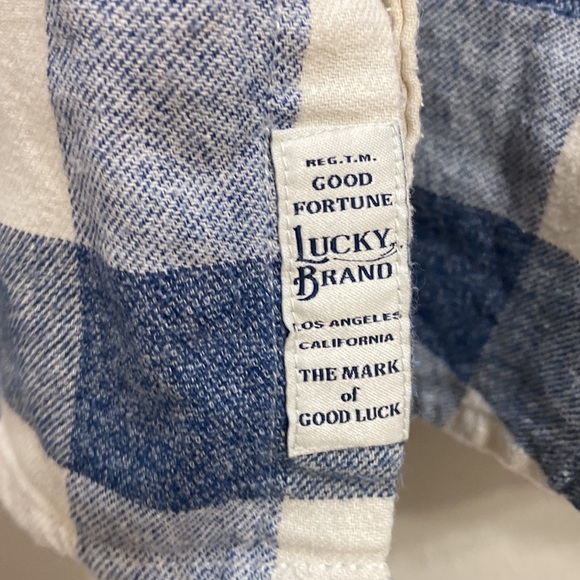 REG.T.M.
GOOD
FORTUNE
LUCKY
BRAND
LOS ANGELES
CALIFORNIA
THE MARK
of
GOOD LUCK